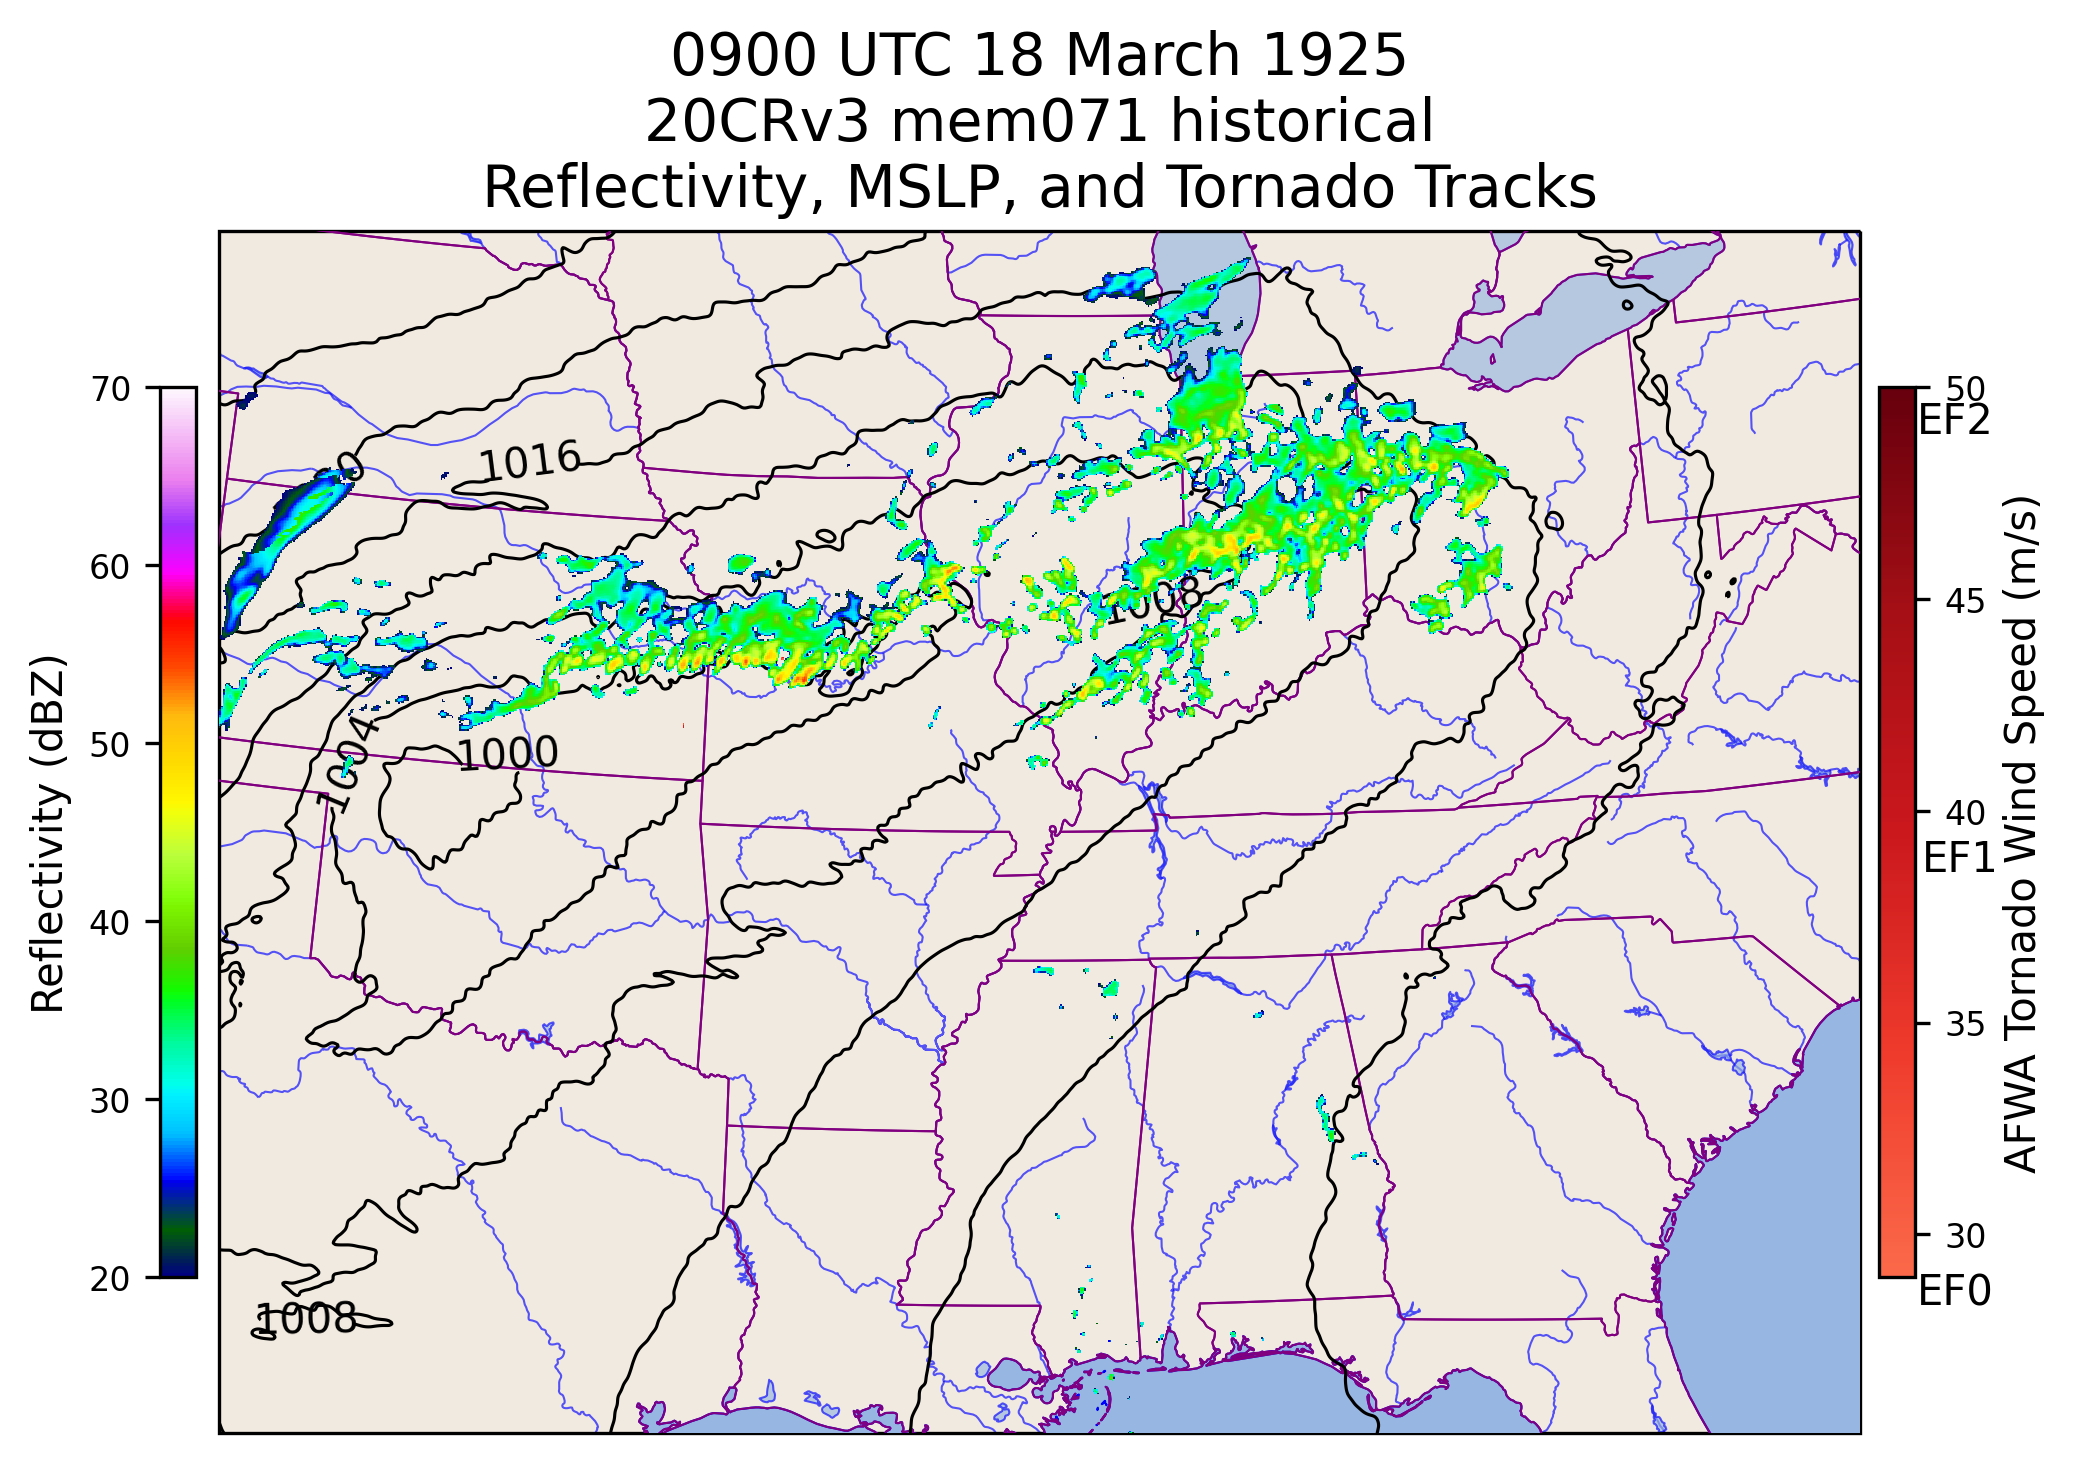 0900 UTC 18 March 1925
20CRv3 mem071 historical
Reflectivity, MSLP, and Tornado Tracks
70
60
50
40
30
20
Reflectivity (dBZ)
1016
1008
1004
1000
1008
50
EF2
45
40
EF1
35
30
EF0
AFWA Tornado Wind Speed (m/s)